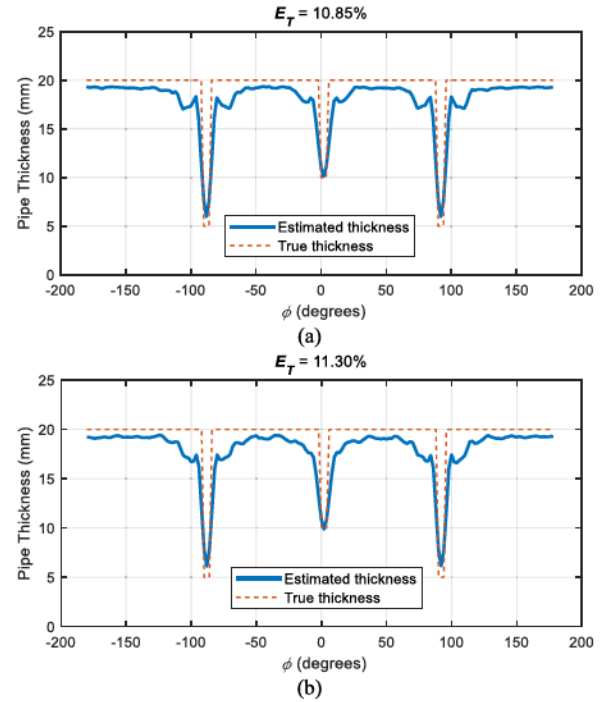 E_T = 10.85%
25
20
15
10
5
0
Pipe Thickness (mm)
Estimated thickness
True thickness
-200 -150 -100 -50 0 50 100 150 200
ϕ (degrees)
(a)
E_T = 11.30%
25
20
15
10
5
0
Pipe Thickness (mm)
Estimated thickness
True thickness
-200 -150 -100 -50 0 50 100 150 200
ϕ (degrees)
(b)